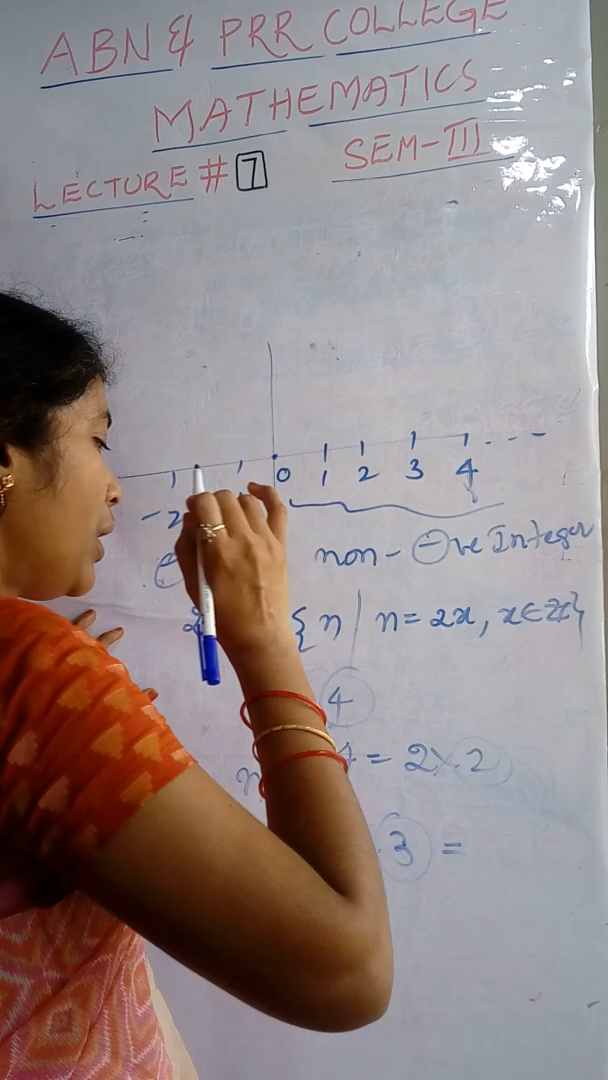 ABN & PRR COLLEGE
MATHEMATICS
LECTURE # 7 SEM-III
-2 0 1 2 3 4 - - -
non - ⊖ve Integer
{n | n = 2x, x ∈ Z}
4
4 = 2 × 2
3 =